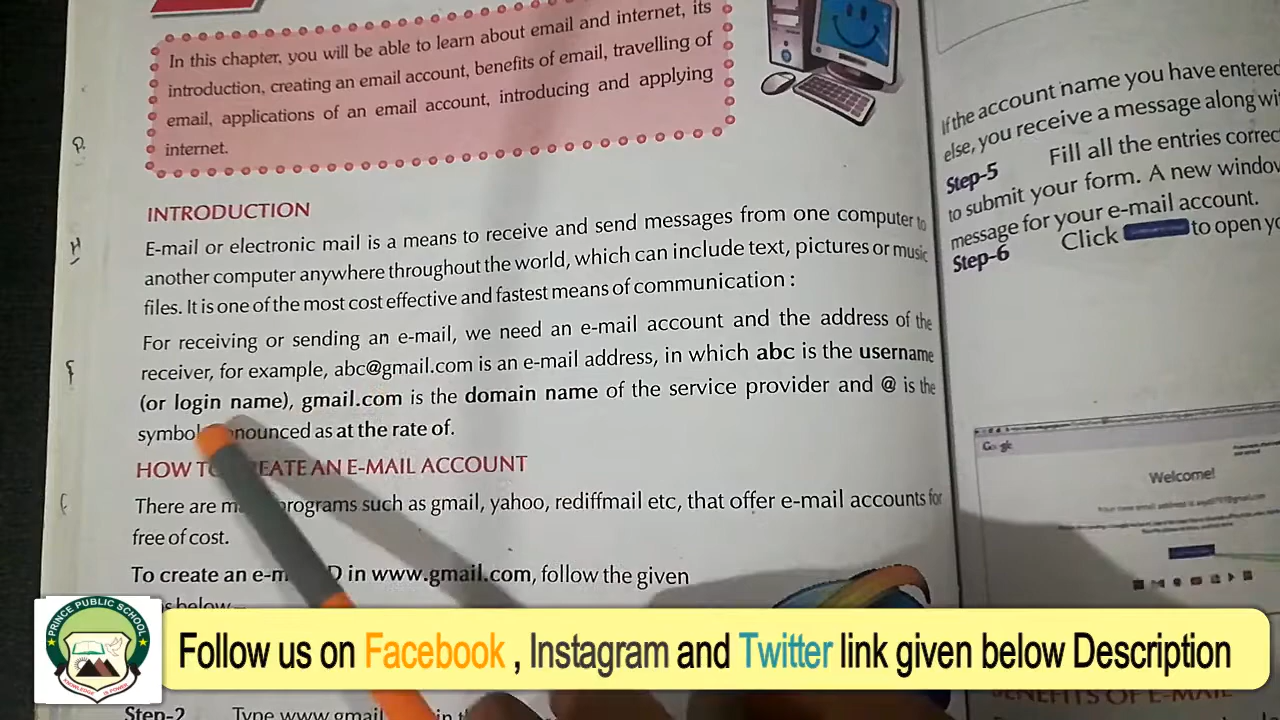 In this chapter, you will be able to learn about email and internet, its
introduction, creating an email account, benefits of email, travelling of
email, applications of an email account, introducing and applying
internet.
INTRODUCTION
E-mail or electronic mail is a means to receive and send messages from one computer to
another computer anywhere throughout the world, which can include text, pictures or music
files. It is one of the most cost effective and fastest means of communication :
For receiving or sending an e-mail, we need an e-mail account and the address of the
receiver, for example, abc@gmail.com is an e-mail address, in which abc is the username
(or login name), gmail.com is the domain name of the service provider and @ is the
symbol nounced as at the rate of.
HOW TO CREATE AN E-MAIL ACCOUNT
There are programs such as gmail, yahoo, rediffmail etc, that offer e-mail accounts for
free of cost.
To create an in www.gmail.com, follow the given
below
Step-2 Type www.gmail in
If the account name you have entered
else, you receive a message along
Step-5 Fill all the entries
to submit your form. A new window
message for your e-mail account.
Step-6 Click to open
Google
Welcome!
BENEFITS OF E-MAIL
PRINCE PUBLIC SCHOOL
KNOWLEDGE IS POWER
Follow us on Facebook , Instagram and Twitter link given below Description